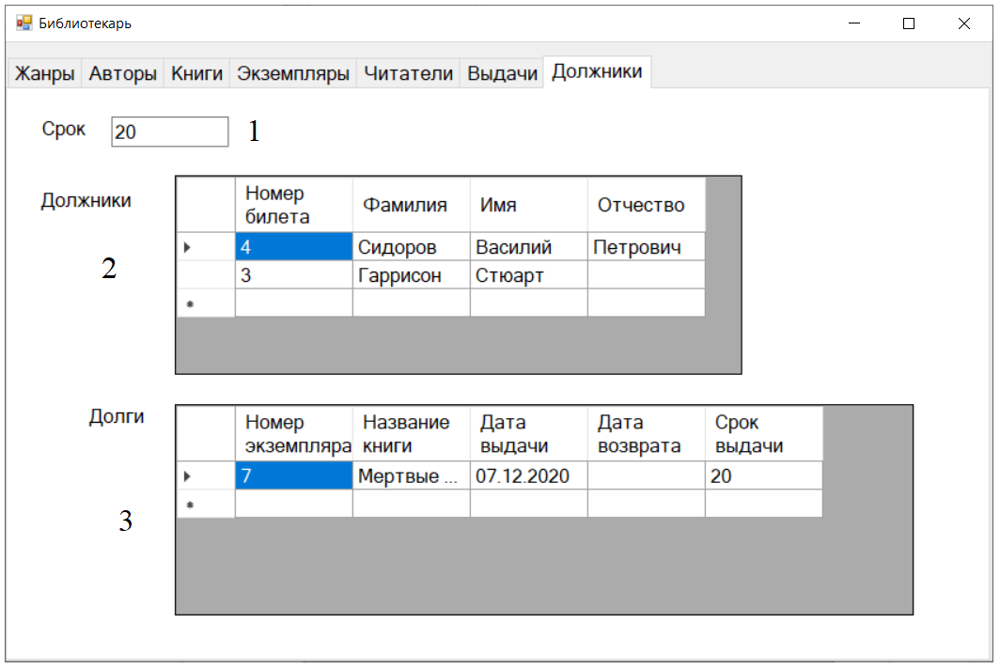 Библиотекарь
Жанры Авторы Книги Экземпляры Читатели Выдачи Должники
Срок 20 1
Должники
Номер билета Фамилия Имя Отчество
4 Сидоров Василий Петрович
2
3 Гаррисон Стюарт
Долги
Номер экземпляра Название книги Дата выдачи Дата возврата Срок выдачи
7 Мертвые ... 07.12.2020 20
3